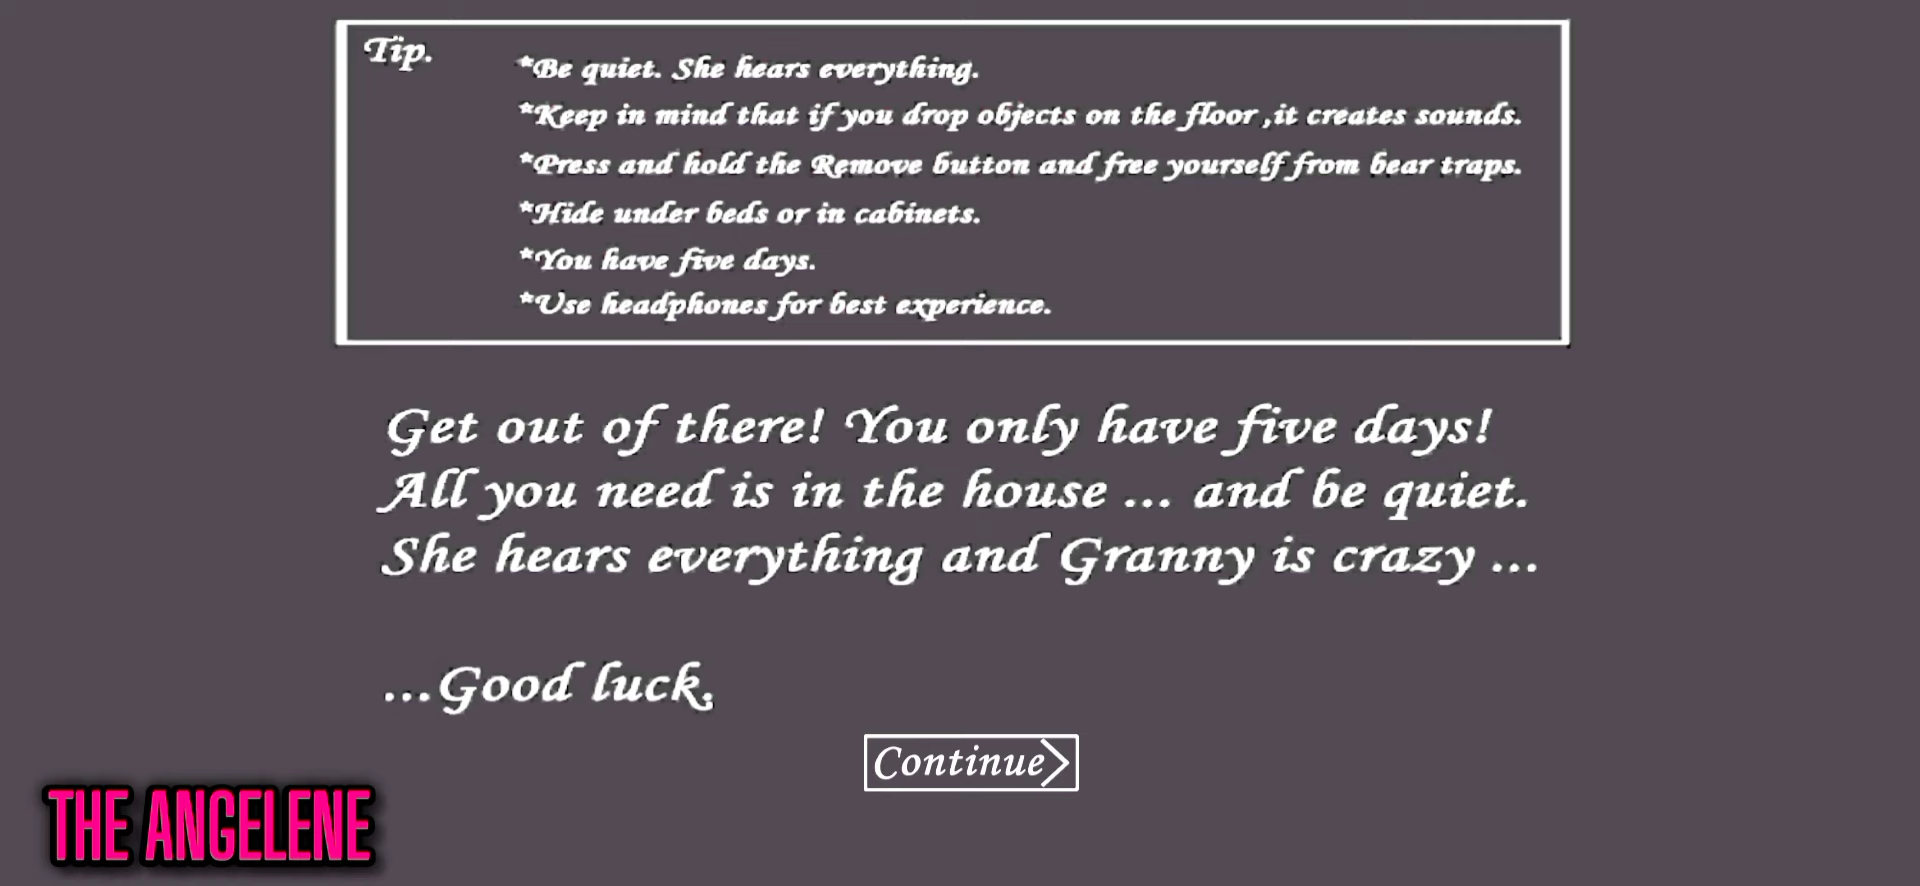 Tip.
*Be quiet. She hears everything.
*Keep in mind that if you drop objects on the floor ,it creates sounds.
*Press and hold the Remove button and free yourself from bear traps.
*Hide under beds or in cabinets.
*You have five days.
*Use headphones for best experience.
Get out of there! You only have five days!
All you need is in the house ... and be quiet.
She hears everything and Granny is crazy ...
...Good luck.
Continue>
THE ANGELENE